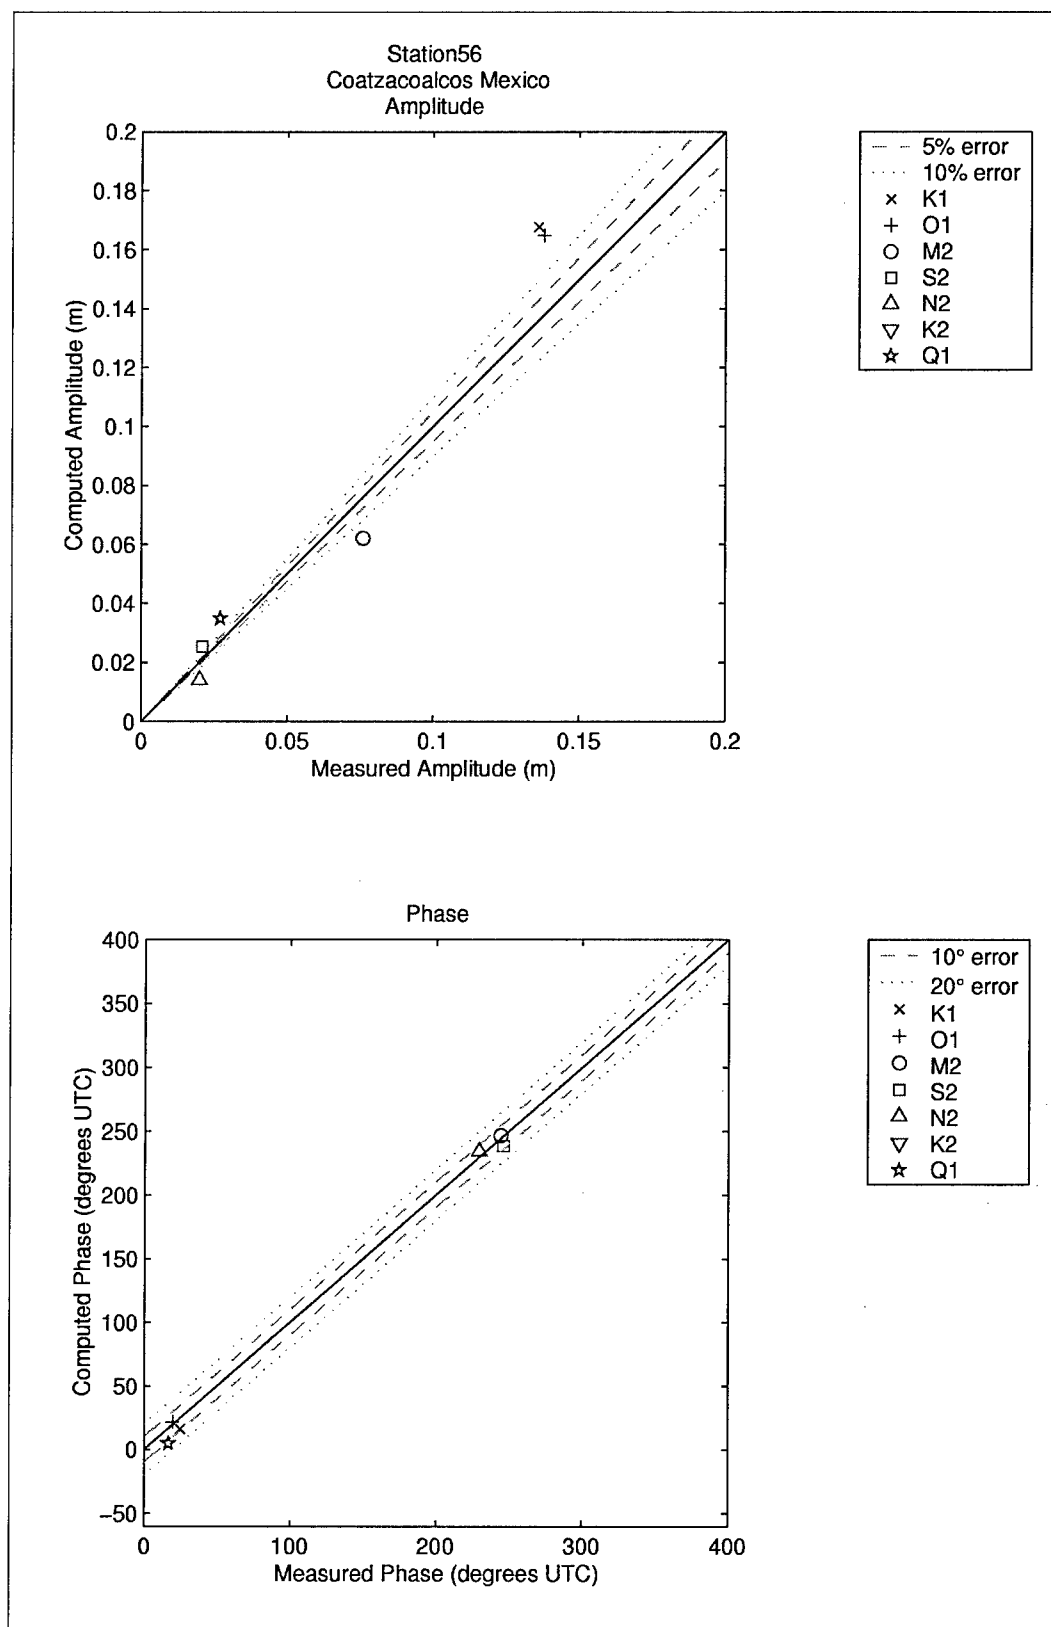 Station56
Coatzacoalcos Mexico
Amplitude
0.2
0.18
0.16
0.14
0.12
0.1
0.08
0.06
0.04
0.02
0
Computed Amplitude (m)
0 0.05 0.1 0.15 0.2
Measured Amplitude (m)
5% error
10% error
K1
O1
M2
S2
N2
K2
Q1
Phase
400
350
300
250
200
150
100
50
0
−50
Computed Phase (degrees UTC)
0 100 200 300 400
Measured Phase (degrees UTC)
10° error
20° error
K1
O1
M2
S2
N2
K2
Q1